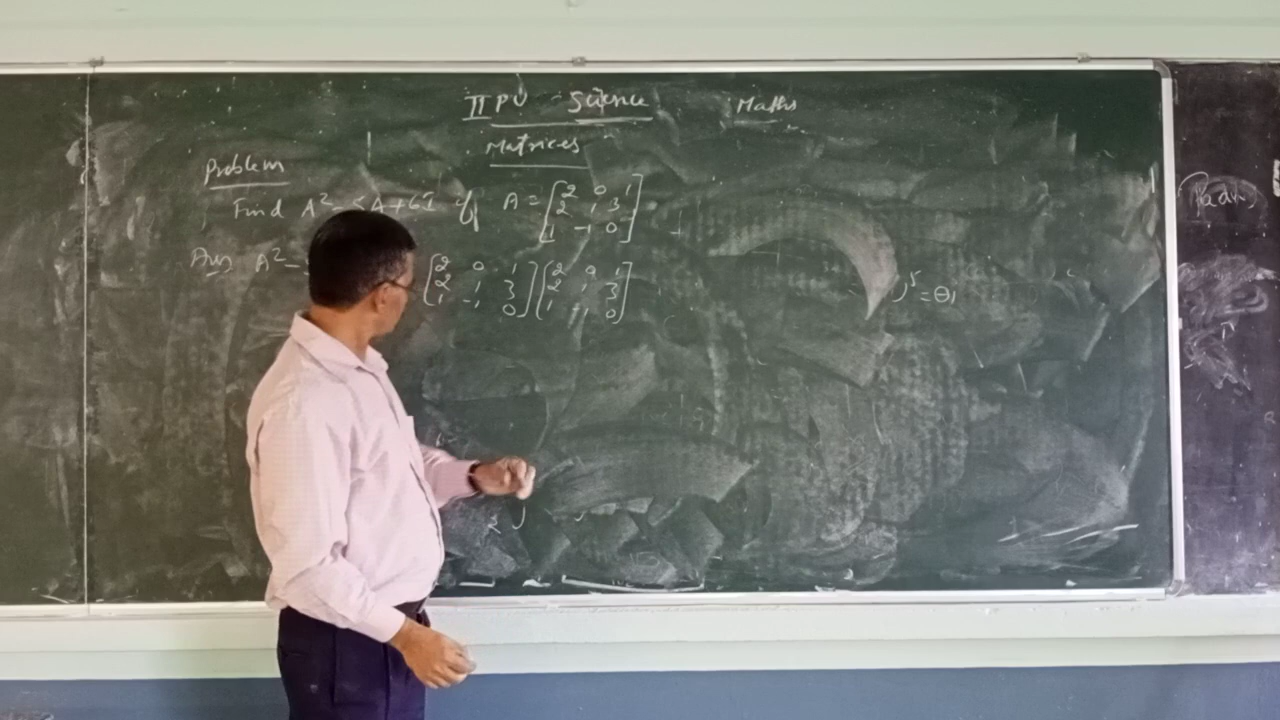 II PU Science Maths
Matrices
Problem
Find A² - 5A + 6I if A = [2 0 1
2 1 3
1 -1 0]
Ans A² - [2 0 1 [2 0 1
2 1 3 2 1 3
1 -1 0] 1 -1 0]